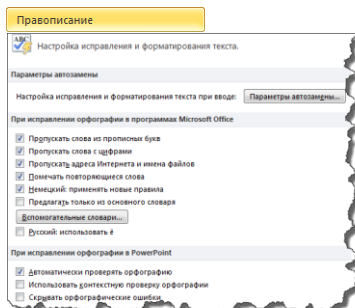 Правописание
ABC Настройка исправления и форматирования текста.
Параметры автозамены
Настройка исправления и форматирования текста при вводе: Параметры автозамены...
При исправлении орфографии в программах Microsoft Office
Пропускать слова из прописных букв
Пропускать слова с цифрами
Пропускать адреса Интернета и имена файлов
Помечать повторяющиеся слова
Немецкий: применять новые правила
Предлагать только из основного словаря
Вспомогательные словари...
Русский: использовать ё
При исправлении орфографии в PowerPoint
Автоматически проверять орфографию
Использовать контекстную проверку орфографии
Скрывать орфографические ошибки